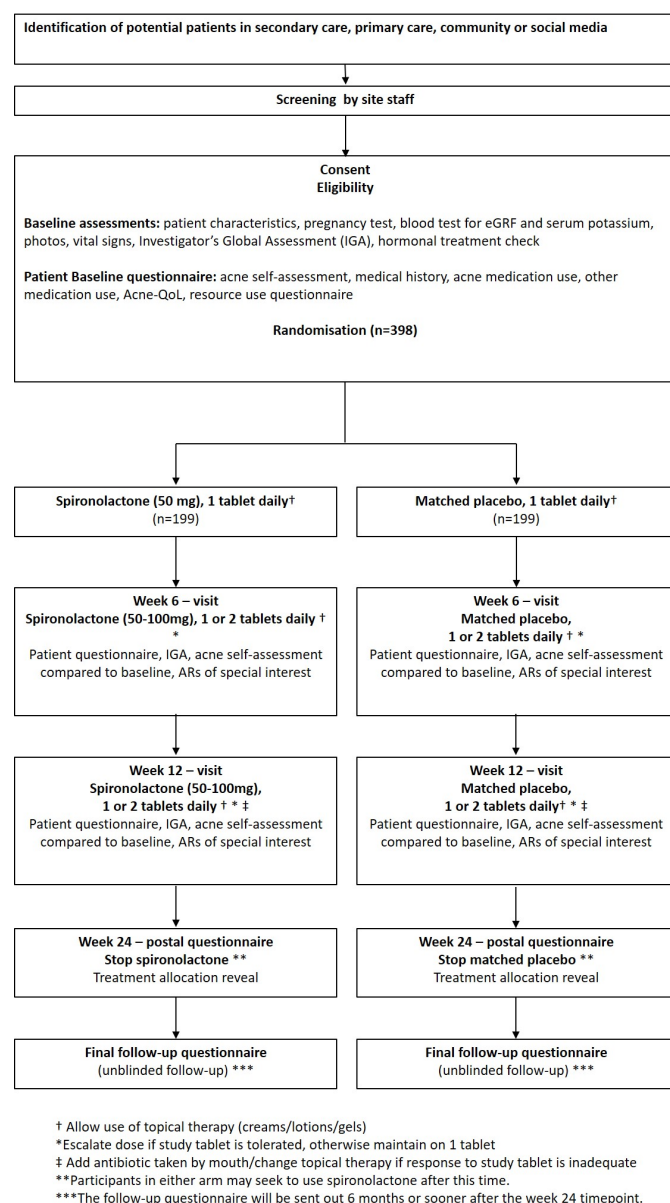 Identification of potential patients in secondary care, primary care, community or social media
Screening by site staff
Consent
Eligibility
Baseline assessments: patient characteristics, pregnancy test, blood test for eGRF and serum potassium,
photos, vital signs, Investigator's Global Assessment (IGA), hormonal treatment check
Patient Baseline questionnaire: acne self-assessment, medical history, acne medication use, other
medication use, Acne-QoL, resource use questionnaire
Randomisation (n=398)
Spironolactone (50 mg), 1 tablet daily†
(n=199)
Matched placebo, 1 tablet daily†
(n=199)
Week 6 – visit
Spironolactone (50-100mg), 1 or 2 tablets daily †
*
Patient questionnaire, IGA, acne self-assessment
compared to baseline, ARs of special interest
Week 6 – visit
Matched placebo,
1 or 2 tablets daily † *
Patient questionnaire, IGA, acne self-assessment
compared to baseline, ARs of special interest
Week 12 – visit
Spironolactone (50-100mg),
1 or 2 tablets daily † * ‡
Patient questionnaire, IGA, acne self-assessment
compared to baseline, ARs of special interest
Week 12 – visit
Matched placebo,
1 or 2 tablets daily† * ‡
Patient questionnaire, IGA, acne self-assessment
compared to baseline, ARs of special interest
Week 24 – postal questionnaire
Stop spironolactone **
Treatment allocation reveal
Week 24 – postal questionnaire
Stop matched placebo **
Treatment allocation reveal
Final follow-up questionnaire
(unblinded follow-up) ***
Final follow-up questionnaire
(unblinded follow-up) ***
† Allow use of topical therapy (creams/lotions/gels)
*Escalate dose if study tablet is tolerated, otherwise maintain on 1 tablet
‡ Add antibiotic taken by mouth/change topical therapy if response to study tablet is inadequate
**Participants in either arm may seek to use spironolactone after this time.
***The follow-up questionnaire will be sent out 6 months or sooner after the week 24 timepoint.